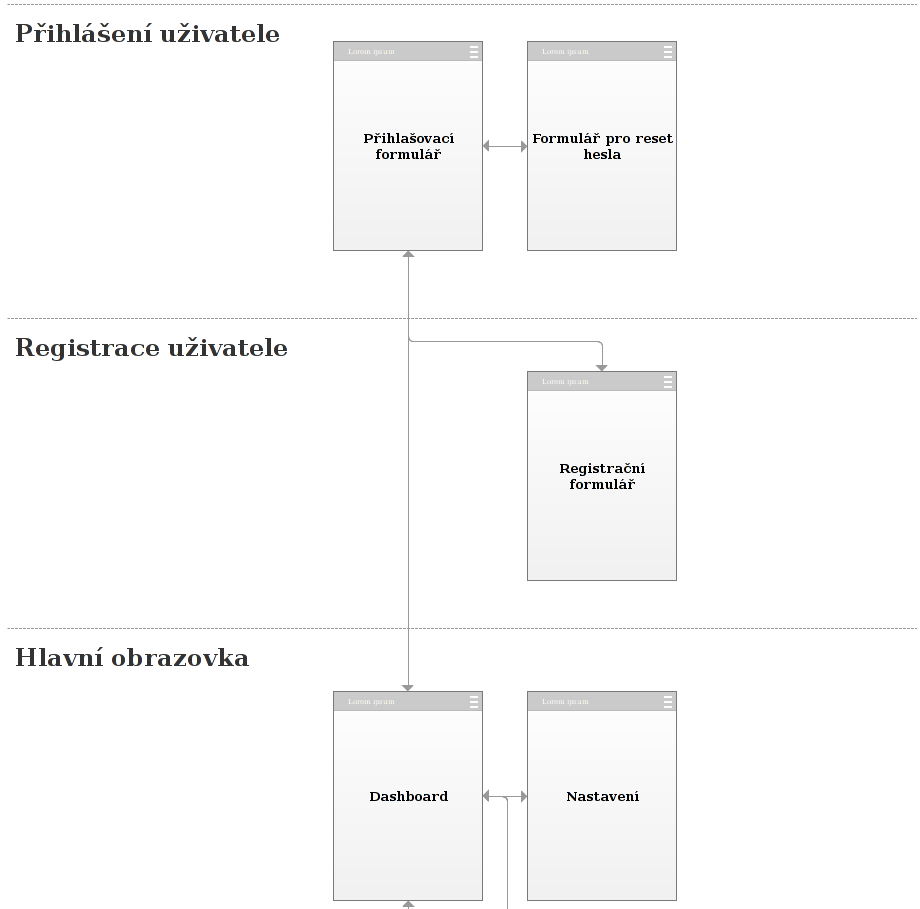 Přihlášení uživatele
Lorem ipsum
Lorem ipsum
Přihlašovací
formulář
Formulář pro reset
hesla
Registrace uživatele
Lorem ipsum
Registrační
formulář
Hlavní obrazovka
Lorem ipsum
Lorem ipsum
Dashboard
Nastavení